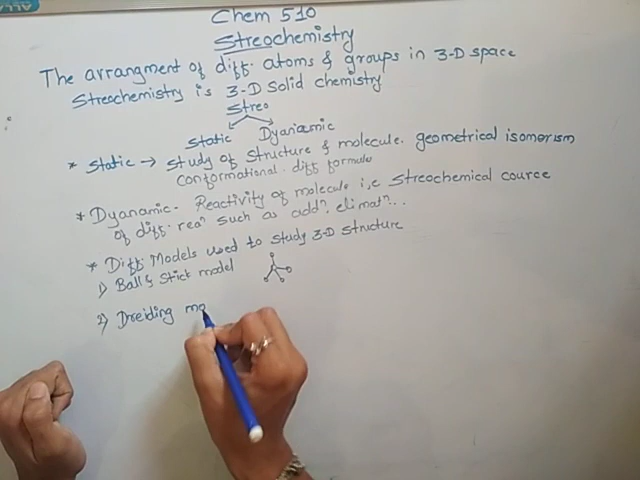 Chem 510
Streochemistry
The arrangment of diff. atoms & groups in 3-D space
Streochemistry is 3-D Solid chemistry
Streo
Static Dyanamic
* Static → Study of Structure & molecule. geometrical isomerism
conformational. diff formula
* Dyanamic - Reactivity of molecule i,e Streochemical cource
of diff. rea? such as add?, elimat?...
* Diff Models used to study 3-D structure
1) Ball & Stick model
2) Dreiding mo